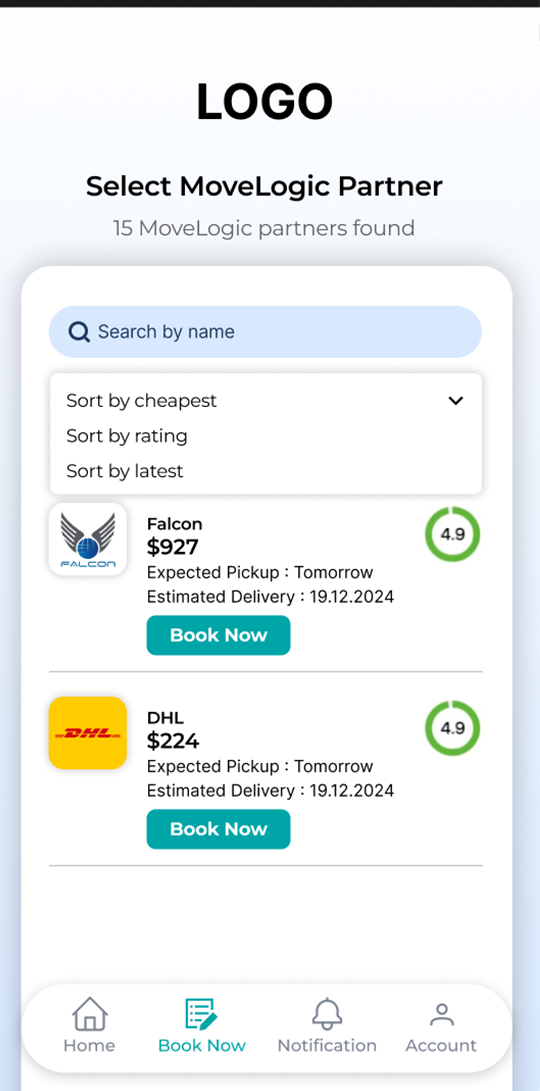 LOGO
Select MoveLogic Partner
15 MoveLogic partners found
Search by name
Sort by cheapest
Sort by rating
Sort by latest
FALCON
Falcon
$927
Expected Pickup : Tomorrow
Estimated Delivery : 19.12.2024
4.9
Book Now
DHL
DHL
$224
Expected Pickup : Tomorrow
Estimated Delivery : 19.12.2024
4.9
Book Now
Home
Book Now
Notification
Account